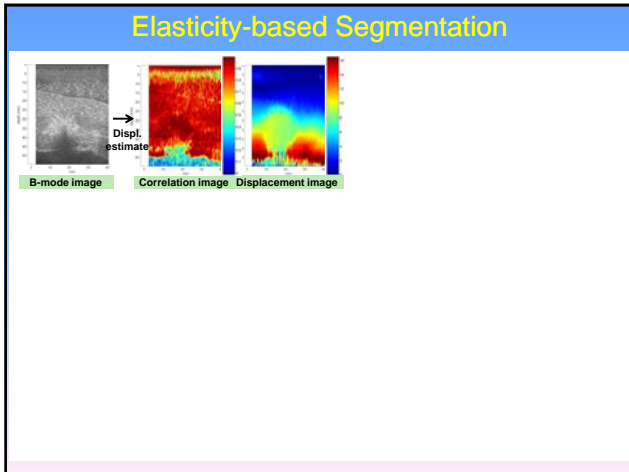 Elasticity-based Segmentation
Displ.
estimate
B-mode image
Correlation image
Displacement image